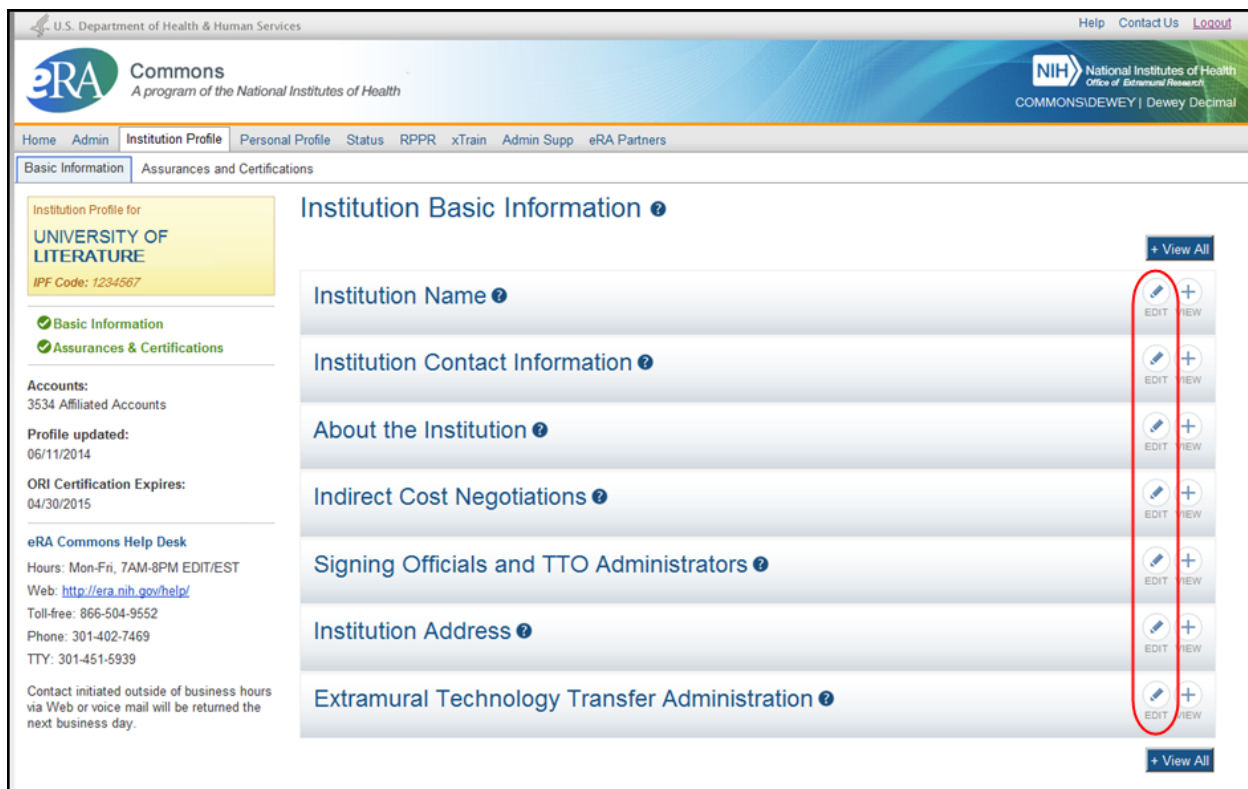 U.S. Department of Health & Human Services
Help Contact Us Logout
eRA
Commons
A program of the National Institutes of Health
NIH National Institutes of Health
Office of Extramural Research
COMMONS\DEWEY | Dewey Decimal
Home Admin Institution Profile Personal Profile Status RPPR xTrain Admin Supp eRA Partners
Basic Information Assurances and Certifications
Institution Profile for
UNIVERSITY OF
LITERATURE
IPF Code: 1234567
Basic Information
Assurances & Certifications
Accounts:
3534 Affiliated Accounts
Profile updated:
06/11/2014
ORI Certification Expires:
04/30/2015
eRA Commons Help Desk
Hours: Mon-Fri, 7AM-8PM EDIT/EST
Web: http://era.nih.gov/help/
Toll-free: 866-504-9552
Phone: 301-402-7469
TTY: 301-451-5939
Contact initiated outside of business hours
via Web or voice mail will be returned the
next business day.
Institution Basic Information ?
+ View All
Institution Name ?
EDIT VIEW
Institution Contact Information ?
EDIT VIEW
About the Institution ?
EDIT VIEW
Indirect Cost Negotiations ?
EDIT VIEW
Signing Officials and TTO Administrators ?
EDIT VIEW
Institution Address ?
EDIT VIEW
Extramural Technology Transfer Administration ?
EDIT VIEW
+ View All